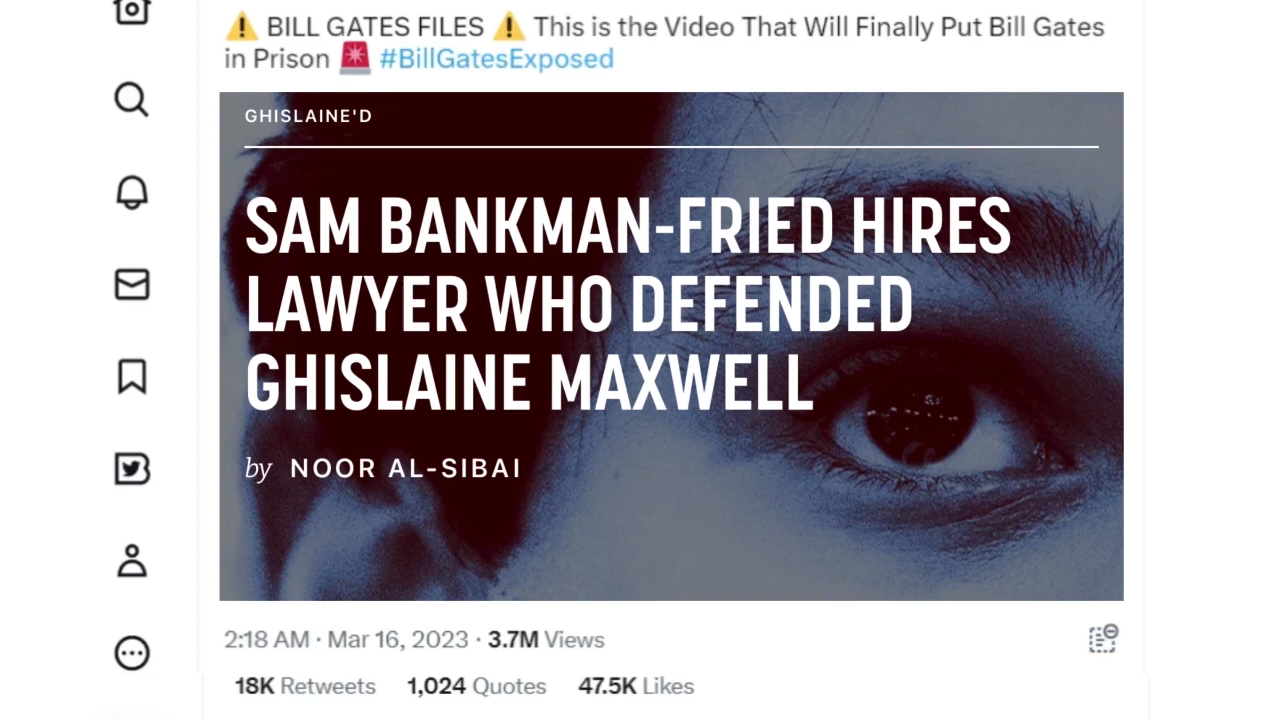 ⚠️ BILL GATES FILES ⚠️ This is the Video That Will Finally Put Bill Gates
in Prison 🚨 #BillGatesExposed
GHISLAINE'D
SAM BANKMAN-FRIED HIRES
LAWYER WHO DEFENDED
GHISLAINE MAXWELL
by NOOR AL-SIBAI
2:18 AM · Mar 16, 2023 · 3.7M Views
18K Retweets 1,024 Quotes 47.5K Likes